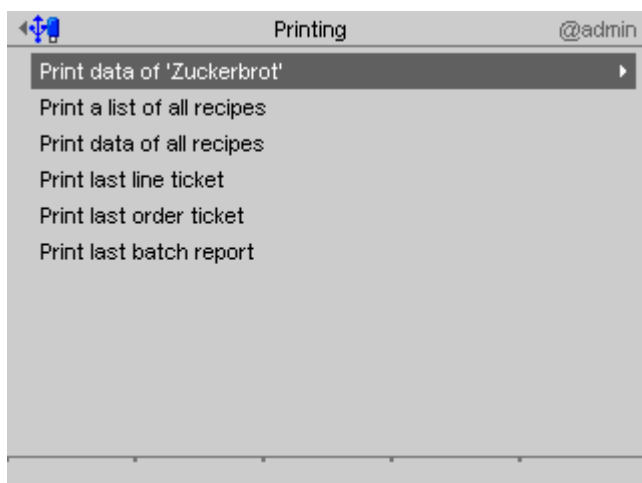 Printing @admin
Print data of 'Zuckerbrot'
Print a list of all recipes
Print data of all recipes
Print last line ticket
Print last order ticket
Print last batch report